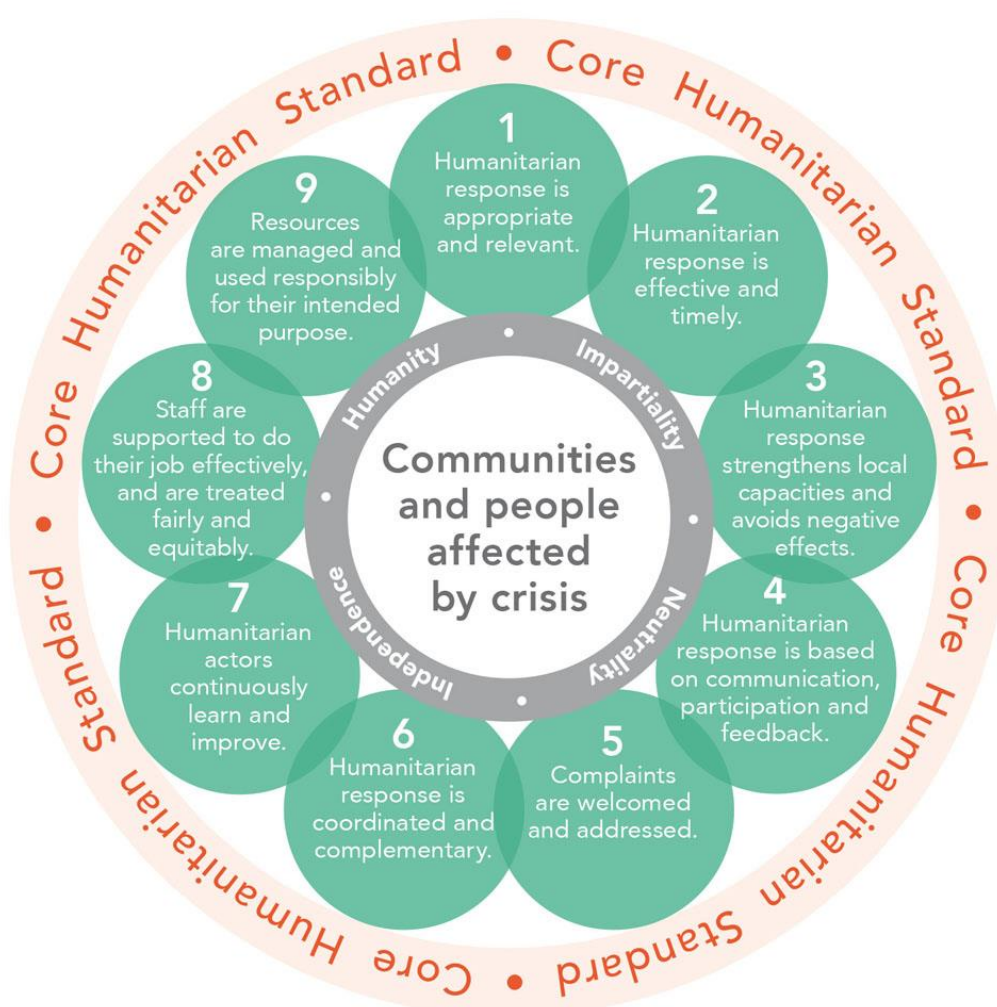 Core Humanitarian Standard • Core Humanitarian Standard • Core Humanitarian Standard • Core Humanitarian Standard •
1
Humanitarian
response is
appropriate
and relevant.
2
Humanitarian
response is
effective and
timely.
3
Humanitarian
response
strengthens local
capacities and
avoids negative
effects.
4
Humanitarian
response is based
on communication,
participation and
feedback.
5
Complaints
are welcomed
and addressed.
6
Humanitarian
response is
coordinated and
complementary.
7
Humanitarian
actors
continuously
learn and
improve.
8
Staff are
supported to do
their job effectively,
and are treated
fairly and
equitably.
9
Resources
are managed and
used responsibly
for their intended
purpose.
Humanity • Impartiality • Neutrality • Independence •
Communities
and people
affected
by crisis